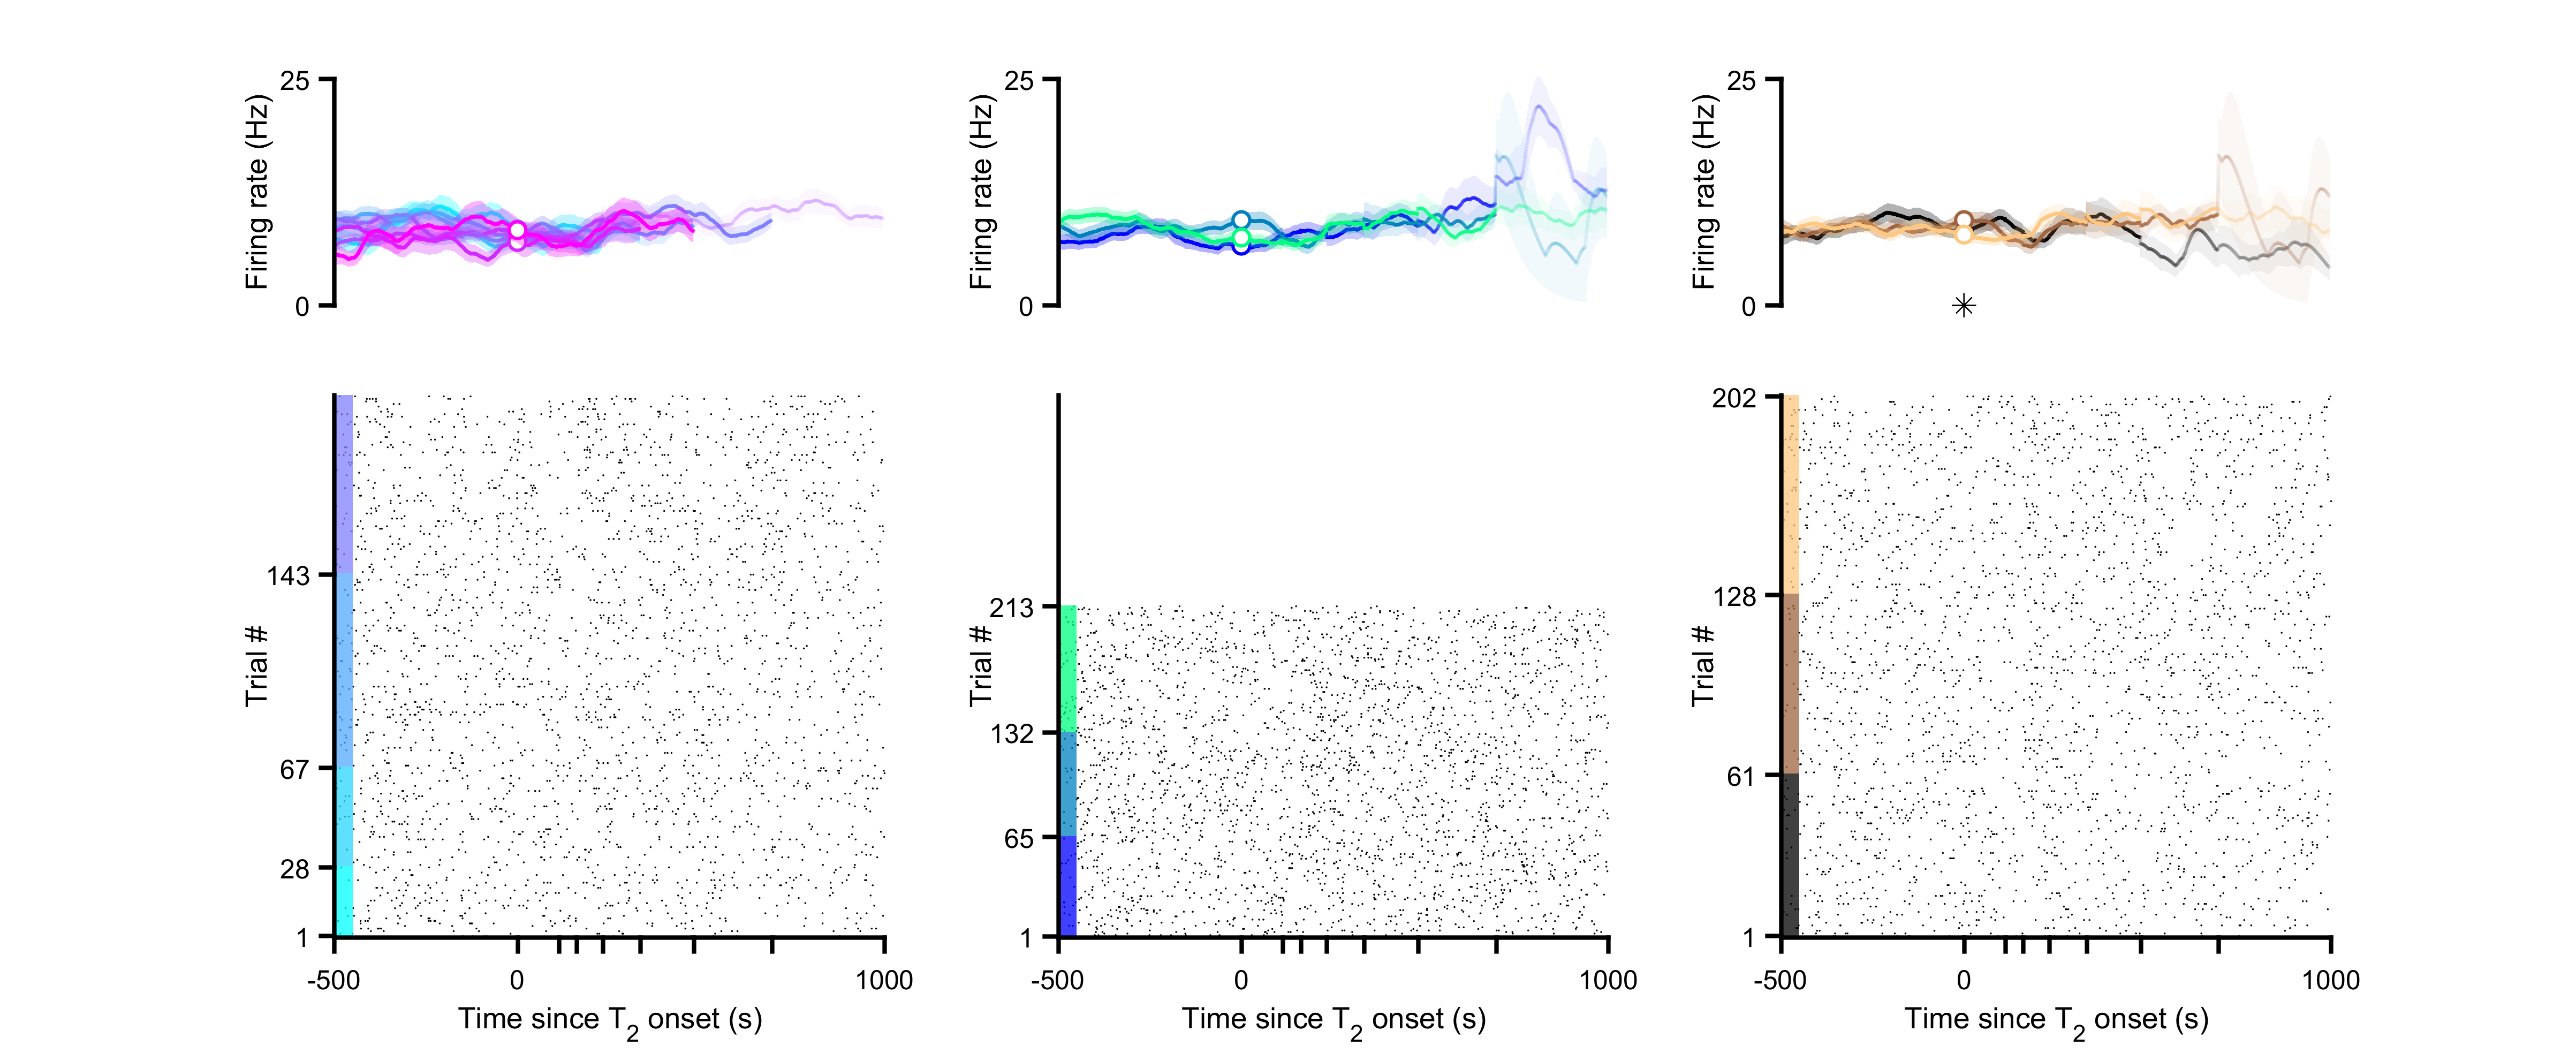 25
Firing rate (Hz)
0
25
Firing rate (Hz)
0
25
Firing rate (Hz)
0
143
67
28
1
Trial #
-500 0 1000
Time since T2 onset (s)
213
132
65
1
Trial #
-500 0 1000
Time since T2 onset (s)
202
128
61
1
Trial #
-500 0 1000
Time since T2 onset (s)